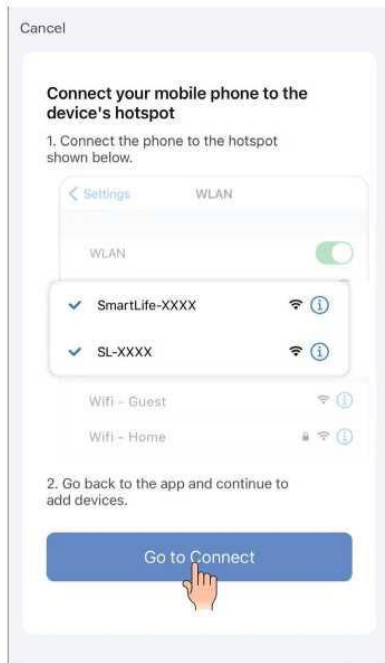 Cancel
Connect your mobile phone to the
device's hotspot
1. Connect the phone to the hotspot
shown below.
Settings WLAN
WLAN
SmartLife-XXXX
SL-XXXX
Wifi - Guest
Wifi - Home
2. Go back to the app and continue to
add devices.
Go to Connect